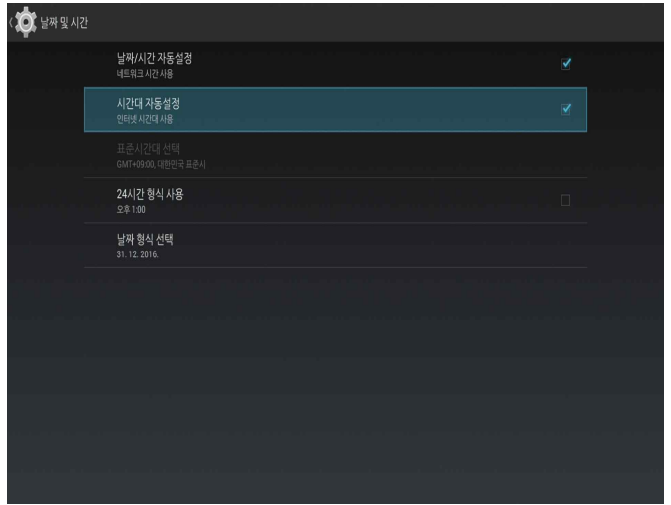 날짜 및 시간
날짜/시간 자동설정
네트워크 시간 사용
시간대 자동설정
인터넷 시간대 사용
표준시간대 선택
GMT+09:00, 대한민국 표준시
24시간 형식 사용
오후 1:00
날짜 형식 선택
31. 12. 2016.